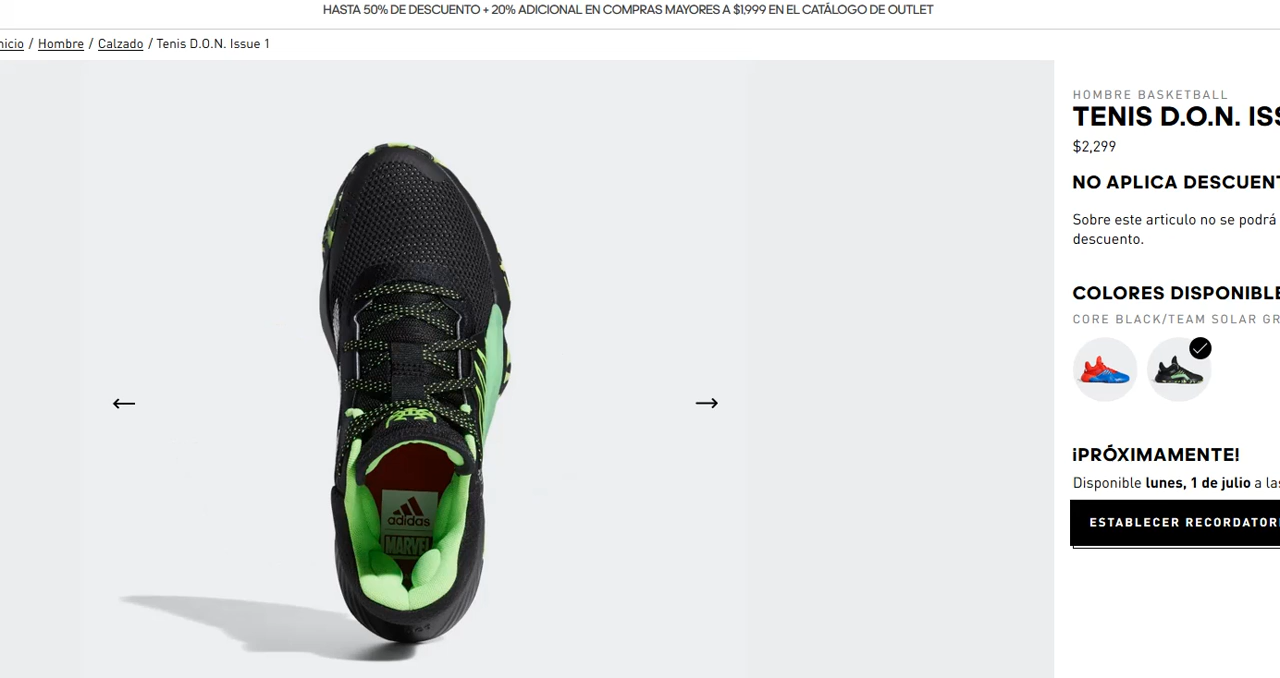 HASTA 50% DE DESCUENTO + 20% ADICIONAL EN COMPRAS MAYORES A $1,999 EN EL CATÁLOGO DE OUTLET
nicio / Hombre / Calzado / Tenis D.O.N. Issue 1
HOMBRE BASKETBALL
TENIS D.O.N. ISS
$2,299
NO APLICA DESCUENT
Sobre este articulo no se podrá
descuento.
COLORES DISPONIBLE
CORE BLACK/TEAM SOLAR GR
¡PRÓXIMAMENTE!
Disponible lunes, 1 de julio a las
ESTABLECER RECORDATORI
adidas
MARVEL